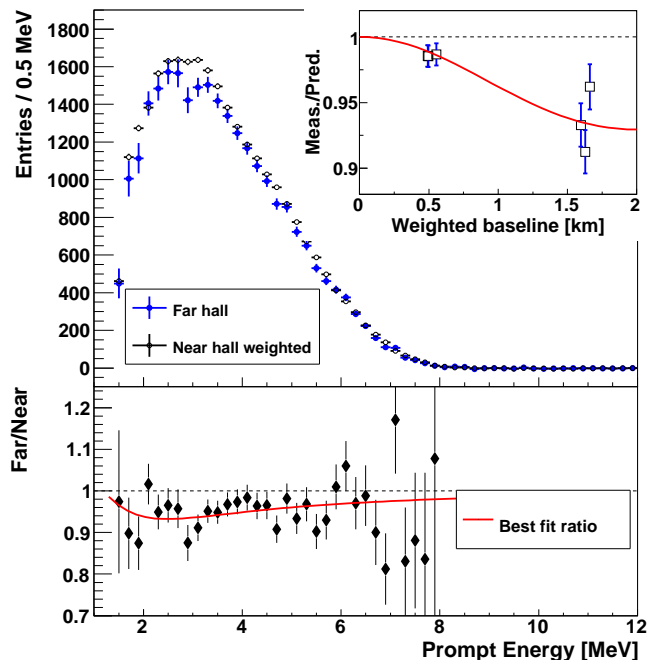 Entries / 0.5 MeV
1600
1400
1200
1000
800
600
400
200
0
Far hall
Near hall weighted
Meas./Pred.
1
0.95
0.9
0 0.5 1 1.5 2
Weighted baseline [km]
Far/Near
1.2
1.1
1
0.9
0.8
0.7
Best fit ratio
2 4 6 8 10 12
Prompt Energy [MeV]